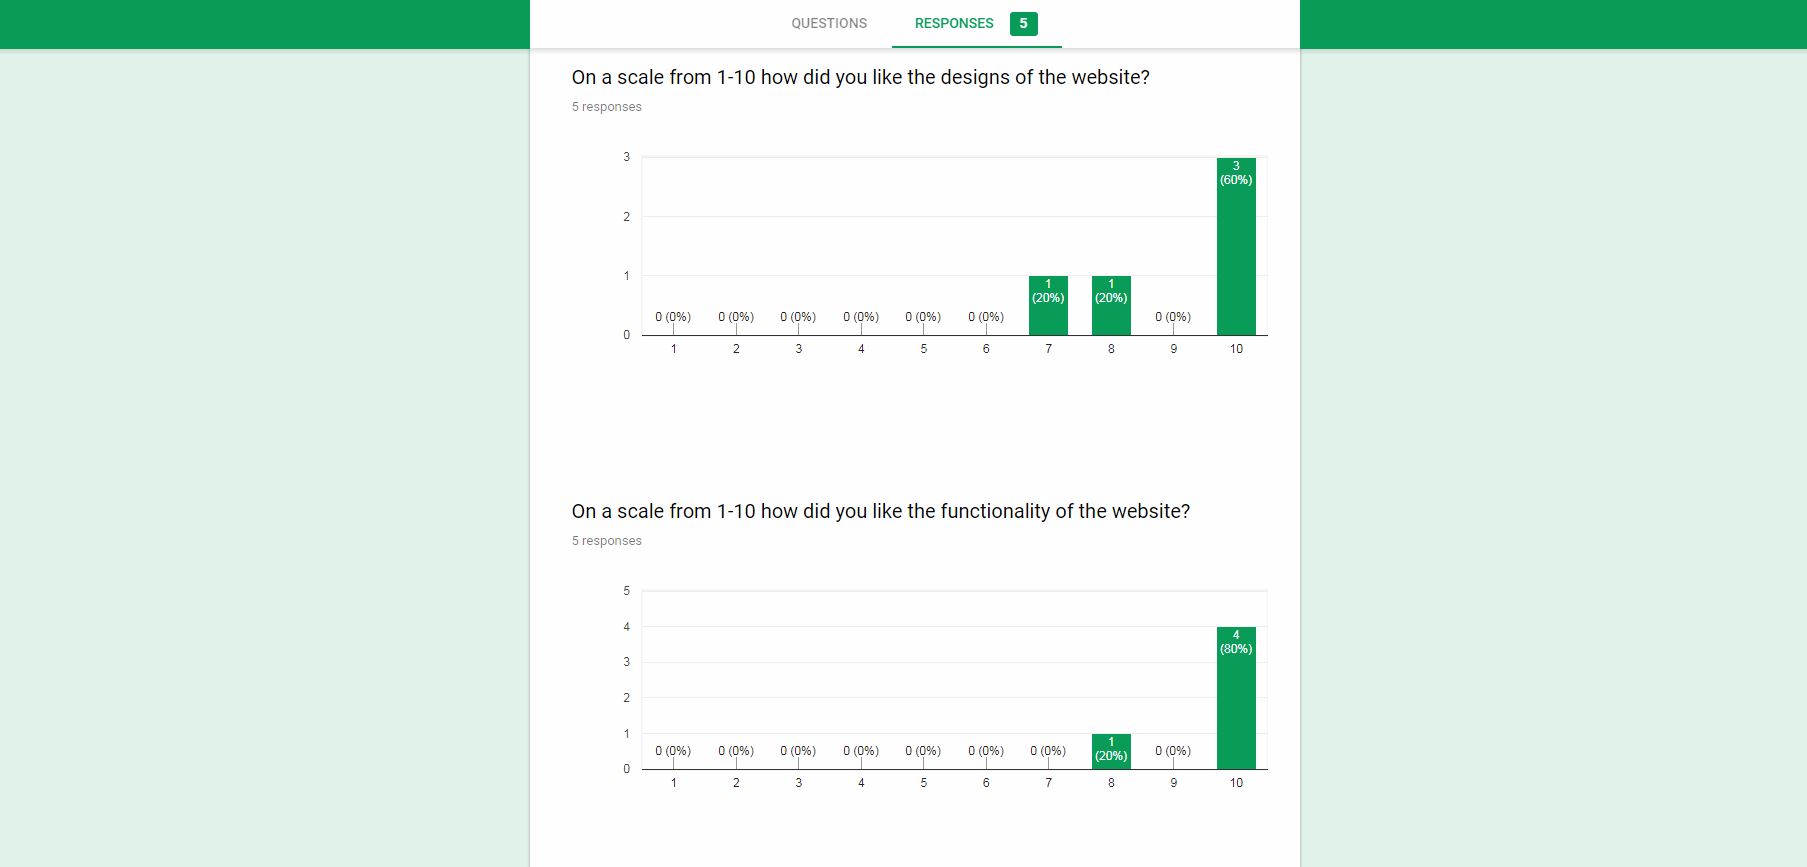 QUESTIONS RESPONSES 5
On a scale from 1-10 how did you like the designs of the website?
5 responses
3
3
(60%)
2
1
1
(20%)
1
(20%)
0 (0%) 0 (0%) 0 (0%) 0 (0%) 0 (0%) 0 (0%) 0 (0%)
0
1 2 3 4 5 6 7 8 9 10
On a scale from 1-10 how did you like the functionality of the website?
5 responses
5
4
4
(80%)
3
2
1
1
(20%)
0 (0%) 0 (0%) 0 (0%) 0 (0%) 0 (0%) 0 (0%) 0 (0%) 0 (0%)
0
1 2 3 4 5 6 7 8 9 10